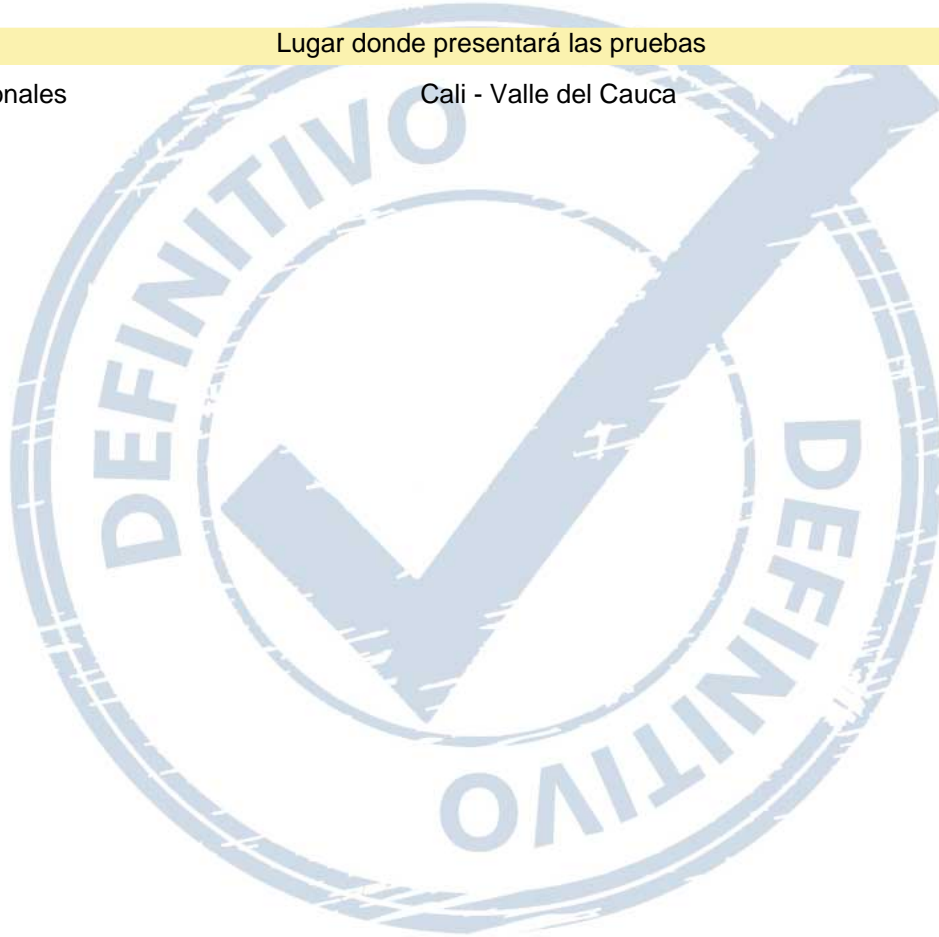 Lugar donde presentará las pruebas
onales
Cali - Valle del Cauca
DEFINITIVO
DEFINITIVO